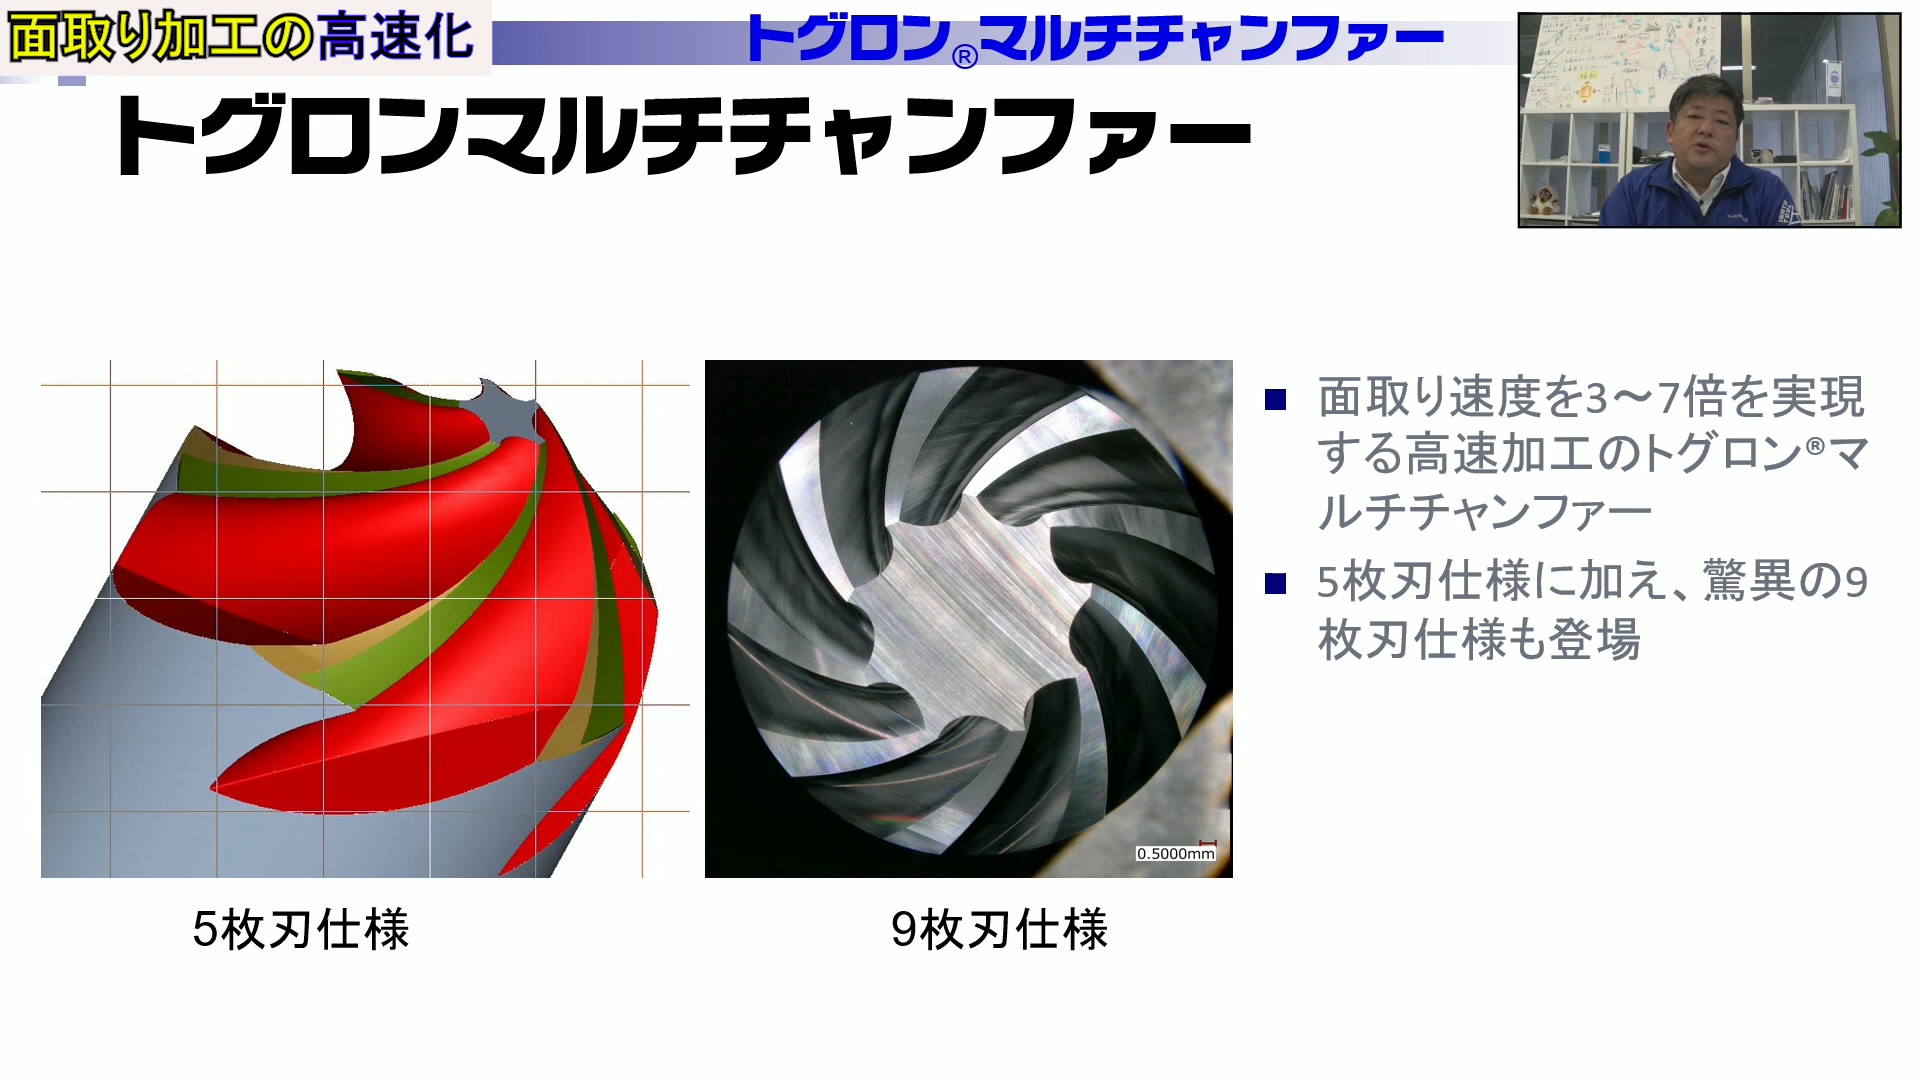 面取り加工の高速化
トグロン®マルチチャンファー
トグロンマルチチャンファー
面取り速度を3～7倍を実現
する高速加工のトグロン®マ
ルチチャンファー
5枚刃仕様に加え、驚異の9
枚刃仕様も登場
0.5000mm
5枚刃仕様
9枚刃仕様